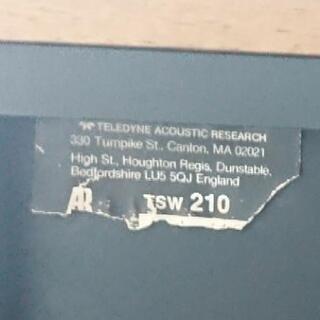 TELEDYNE ACOUSTIC RESEARCH
330 Turnpike St., Canton, MA 02021
High St., Houghton Regis, Dunstable,
Bedfordshire LU5 5QJ England
AR TSW 210